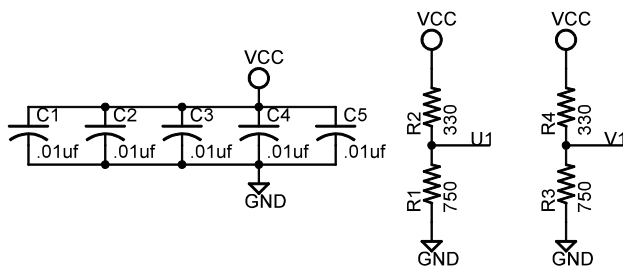 VCC
C1
C2
C3
C4
C5
.01uf
.01uf
.01uf
.01uf
.01uf
GND
VCC
R2
330
U1
R1
750
GND
VCC
R4
330
V1
R3
750
GND